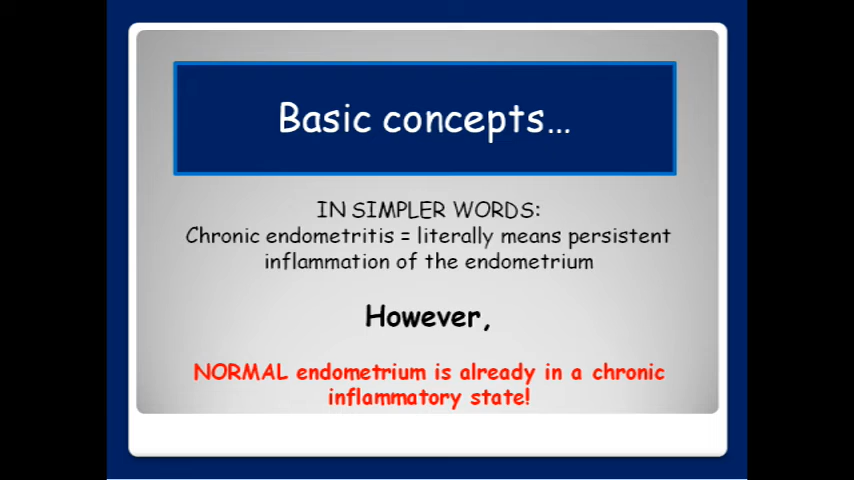 Basic concepts...
IN SIMPLER WORDS:
Chronic endometritis = literally means persistent
inflammation of the endometrium
However,
NORMAL endometrium is already in a chronic
inflammatory state!